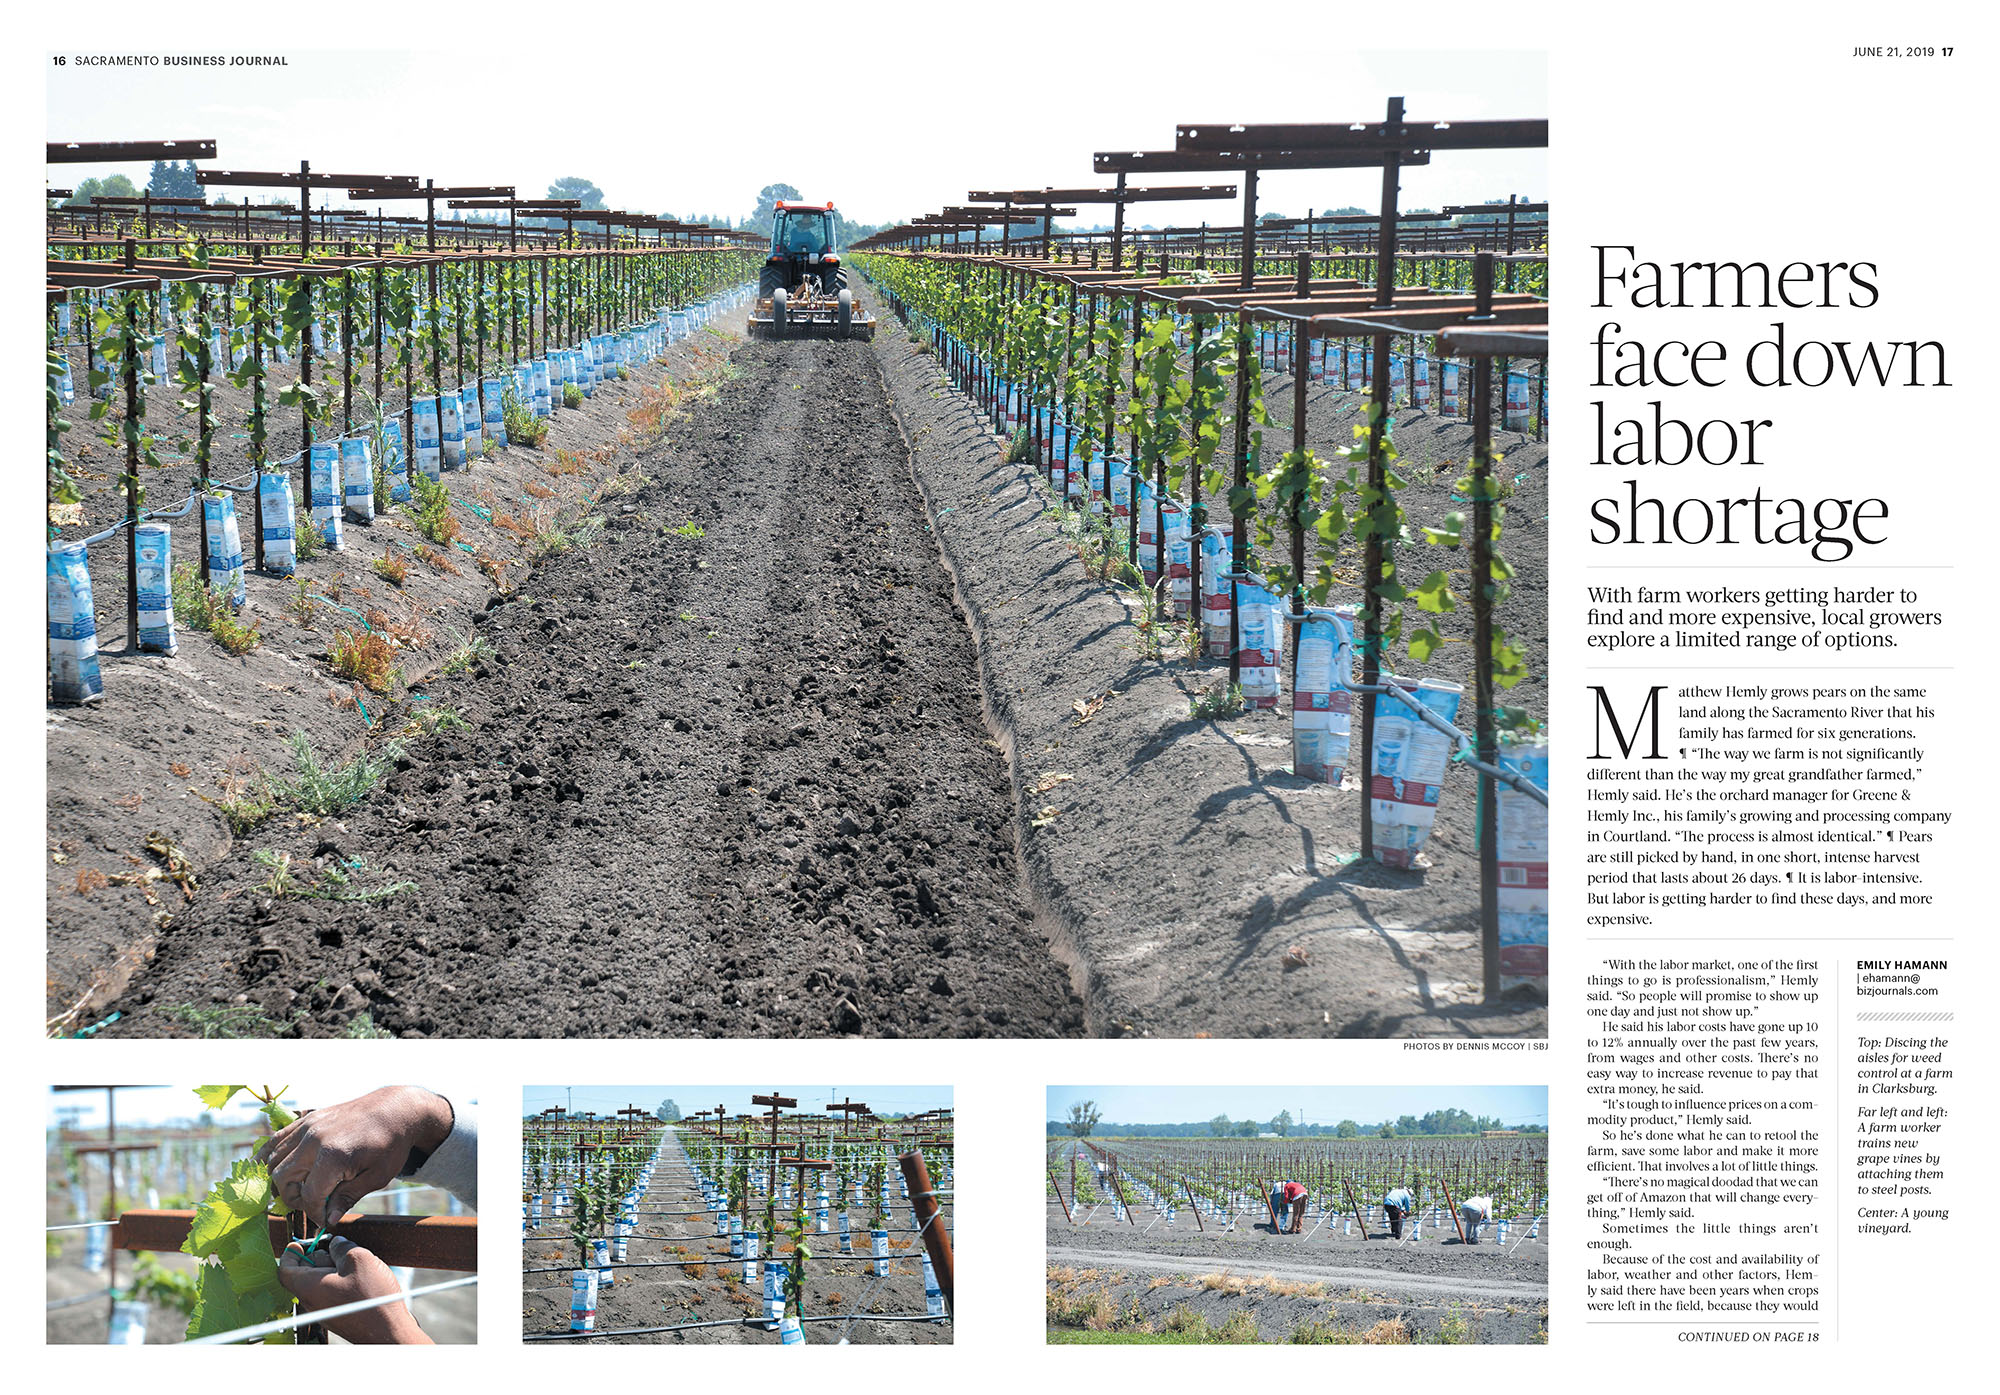 16 SACRAMENTO BUSINESS JOURNAL
JUNE 21, 2019 17
Farmers
face down
labor
shortage
With farm workers getting harder to
find and more expensive, local growers
explore a limited range of options.
Matthew Hemly grows pears on the same
land along the Sacramento River that his
family has farmed for six generations.
¶ “The way we farm is not significantly
different than the way my great grandfather farmed,”
Hemly said. He’s the orchard manager for Greene &
Hemly Inc., his family’s growing and processing company
in Courtland. “The process is almost identical.” ¶ Pears
are still picked by hand, in one short, intense harvest
period that lasts about 26 days. ¶ It is labor-intensive.
But labor is getting harder to find these days, and more
expensive.
“With the labor market, one of the first
things to go is professionalism,” Hemly
said. “So people will promise to show up
one day and just not show up.”
He said his labor costs have gone up 10
to 12% annually over the past few years,
from wages and other costs. There’s no
easy way to increase revenue to pay that
extra money, he said.
“It’s tough to influence prices on a com-
modity product,” Hemly said.
So he’s done what he can to retool the
farm, save some labor and make it more
efficient. That involves a lot of little things.
“There’s no magical doodad that we can
get off of Amazon that will change every-
thing,” Hemly said.
Sometimes the little things aren’t
enough.
Because of the cost and availability of
labor, weather and other factors, Hem-
ly said there have been years when crops
were left in the field, because they would
CONTINUED ON PAGE 18
EMILY HAMANN
| ehamann@
bizjournals.com
Top: Discing the
aisles for weed
control at a farm
in Clarksburg.
Far left and left:
A farm worker
trains new
grape vines by
attaching them
to steel posts.
Center: A young
vineyard.
PHOTOS BY DENNIS MCCOY | SBJ